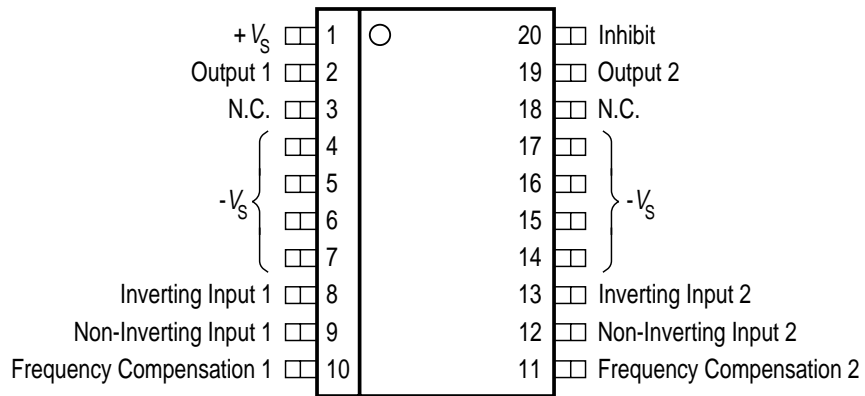 +VS 1 20 Inhibit
Output 1 2 19 Output 2
N.C. 3 18 N.C.
4 17
5 16
-VS -VS
6 15
7 14
Inverting Input 1 8 13 Inverting Input 2
Non-Inverting Input 1 9 12 Non-Inverting Input 2
Frequency Compensation 1 10 11 Frequency Compensation 2